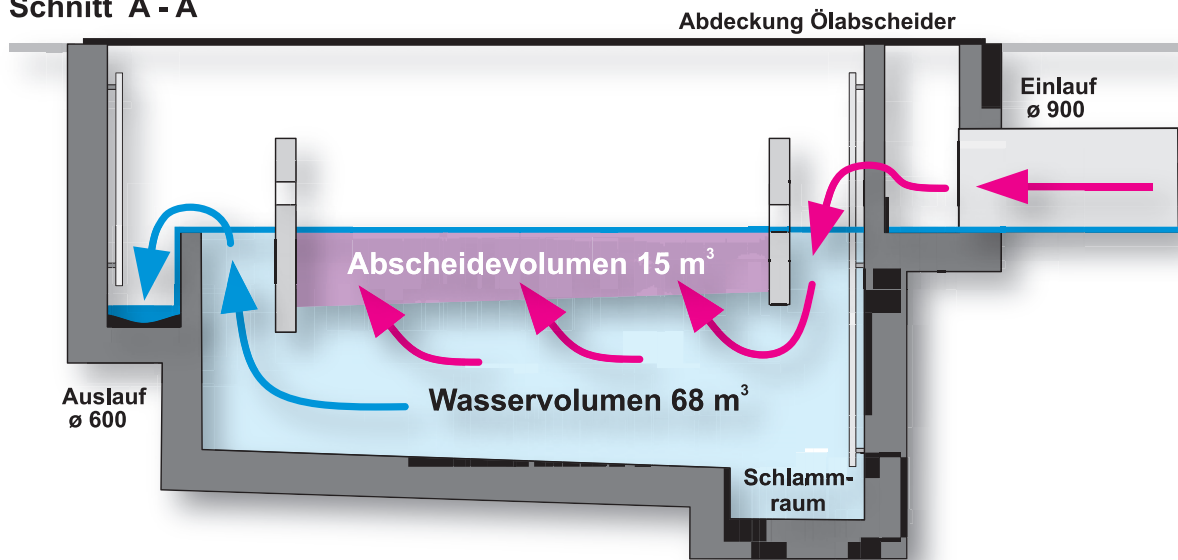 Schnitt A - A
Abdeckung Ölabscheider
Einlauf
ø 900
Abscheidevolumen 15 m³
Wasservolumen 68 m³
Auslauf
ø 600
Schlamm-
raum